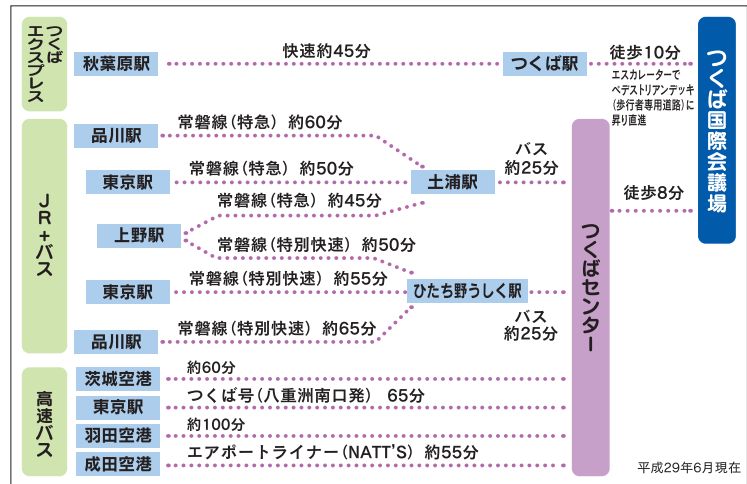 つくば
エクスプレス
秋葉原駅
快速約45分
つくば駅
徒歩10分
エスカレーターで
ペデストリアンデッキ
(歩行者専用道路)に
昇り直進
つくば国際会議場
JR+バス
品川駅
常磐線(特急) 約60分
東京駅
常磐線(特急) 約50分
土浦駅
バス
約25分
常磐線(特急) 約45分
上野駅
常磐線(特別快速) 約50分
東京駅
常磐線(特別快速) 約55分
ひたち野うしく駅
バス
約25分
品川駅
常磐線(特別快速) 約65分
つくばセンター
徒歩8分
高速バス
茨城空港
約60分
東京駅
つくば号(八重洲南口発) 65分
羽田空港
約100分
成田空港
エアポートライナー(NATT'S) 約55分
平成29年6月現在